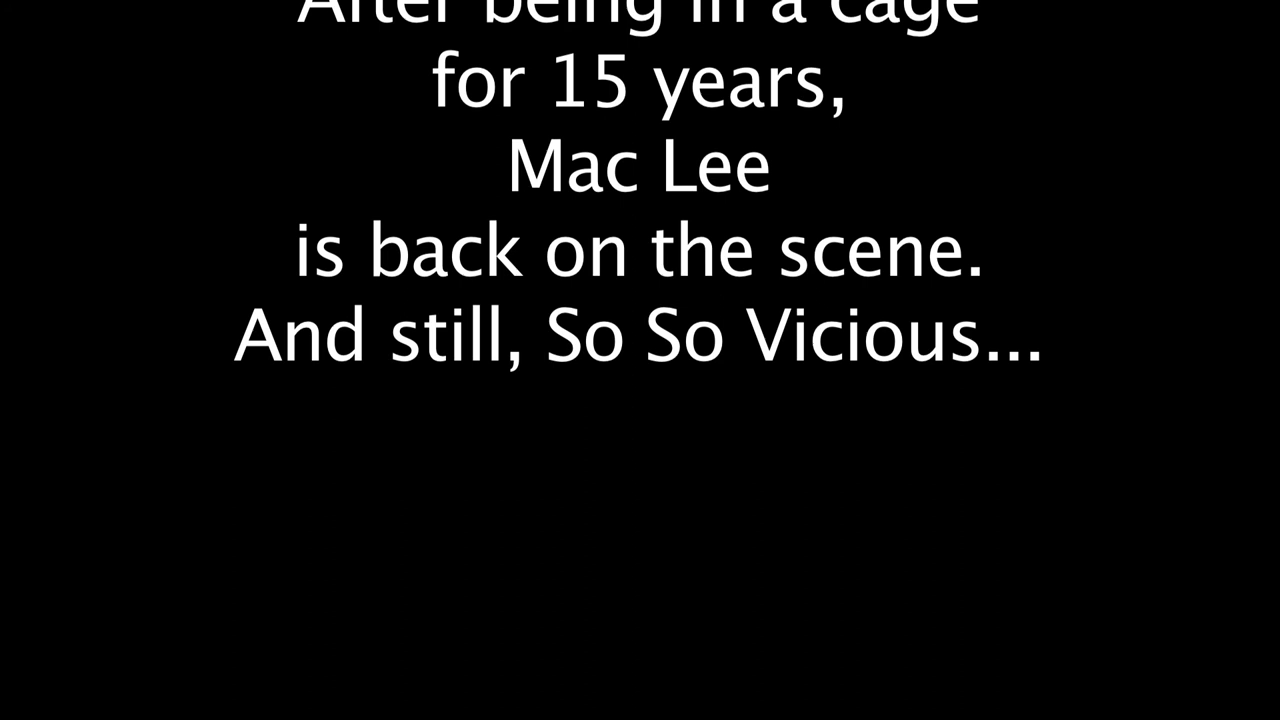 After being in a cage
for 15 years,
Mac Lee
is back on the scene.
And still, So So Vicious...